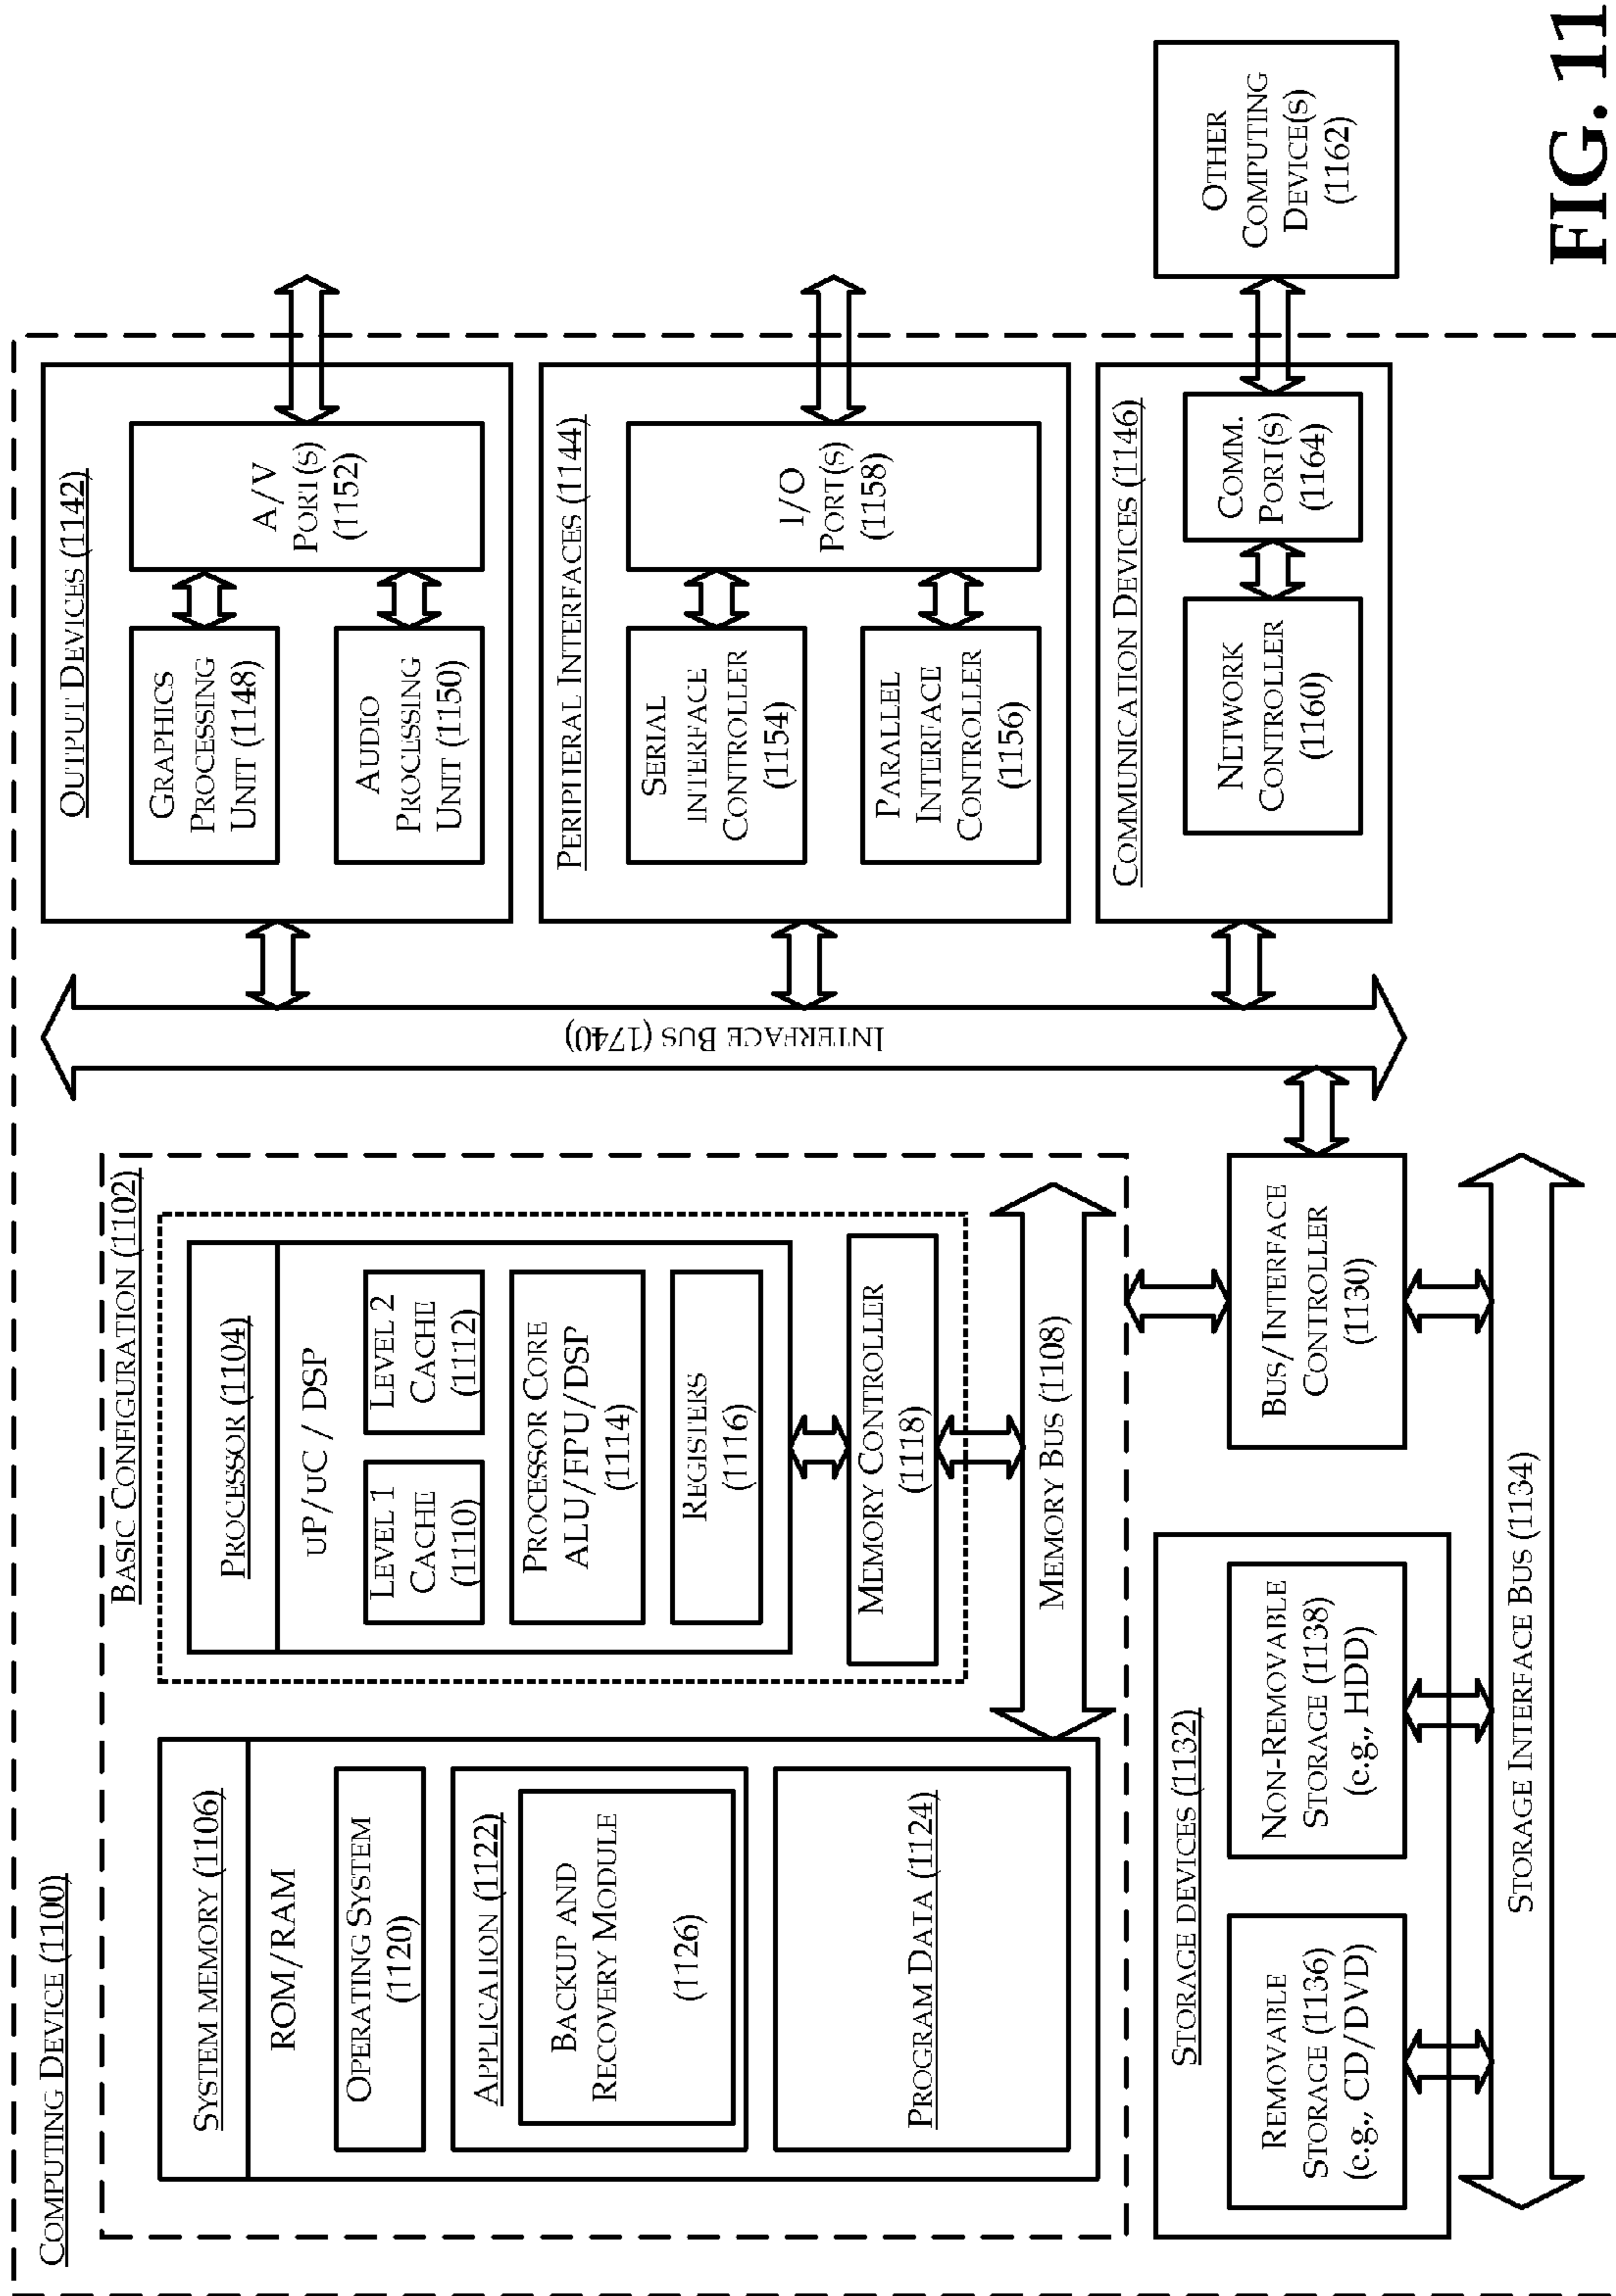 COMPUTING DEVICE (1100)
BASIC CONFIGURATION (1102)
SYSTEM MEMORY (1106)
ROM/RAM
OPERATING SYSTEM
(1120)
APPLICATION (1122)
BACKUP AND
RECOVERY MODULE
(1126)
PROGRAM DATA (1124)
PROCESSOR (1104)
UP/UC / DSP
LEVEL 1
CACHE
(1110)
LEVEL 2
CACHE
(1112)
PROCESSOR CORE
ALU/FPU/DSP
(1114)
REGISTERS
(1116)
MEMORY CONTROLLER
(1118)
MEMORY BUS (1108)
STORAGE DEVICES (1132)
REMOVABLE
STORAGE (1136)
(e.g., CD/DVD)
NON-REMOVABLE
STORAGE (1138)
(e.g., HDD)
BUS/INTERFACE
CONTROLLER
(1130)
STORAGE INTERFACE BUS (1134)
INTERFACE BUS (1740)
OUTPUT DEVICES (1142)
GRAPHICS
PROCESSING
UNIT (1148)
AUDIO
PROCESSING
UNIT (1150)
A/V
PORT(S)
(1152)
PERIPHERAL INTERFACES (1144)
SERIAL
INTERFACE
CONTROLLER
(1154)
PARALLEL
INTERFACE
CONTROLLER
(1156)
I/O
PORT(S)
(1158)
COMMUNICATION DEVICES (1146)
NETWORK
CONTROLLER
(1160)
COMM.
PORT(S)
(1164)
OTHER
COMPUTING
DEVICE(S)
(1162)
FIG. 11